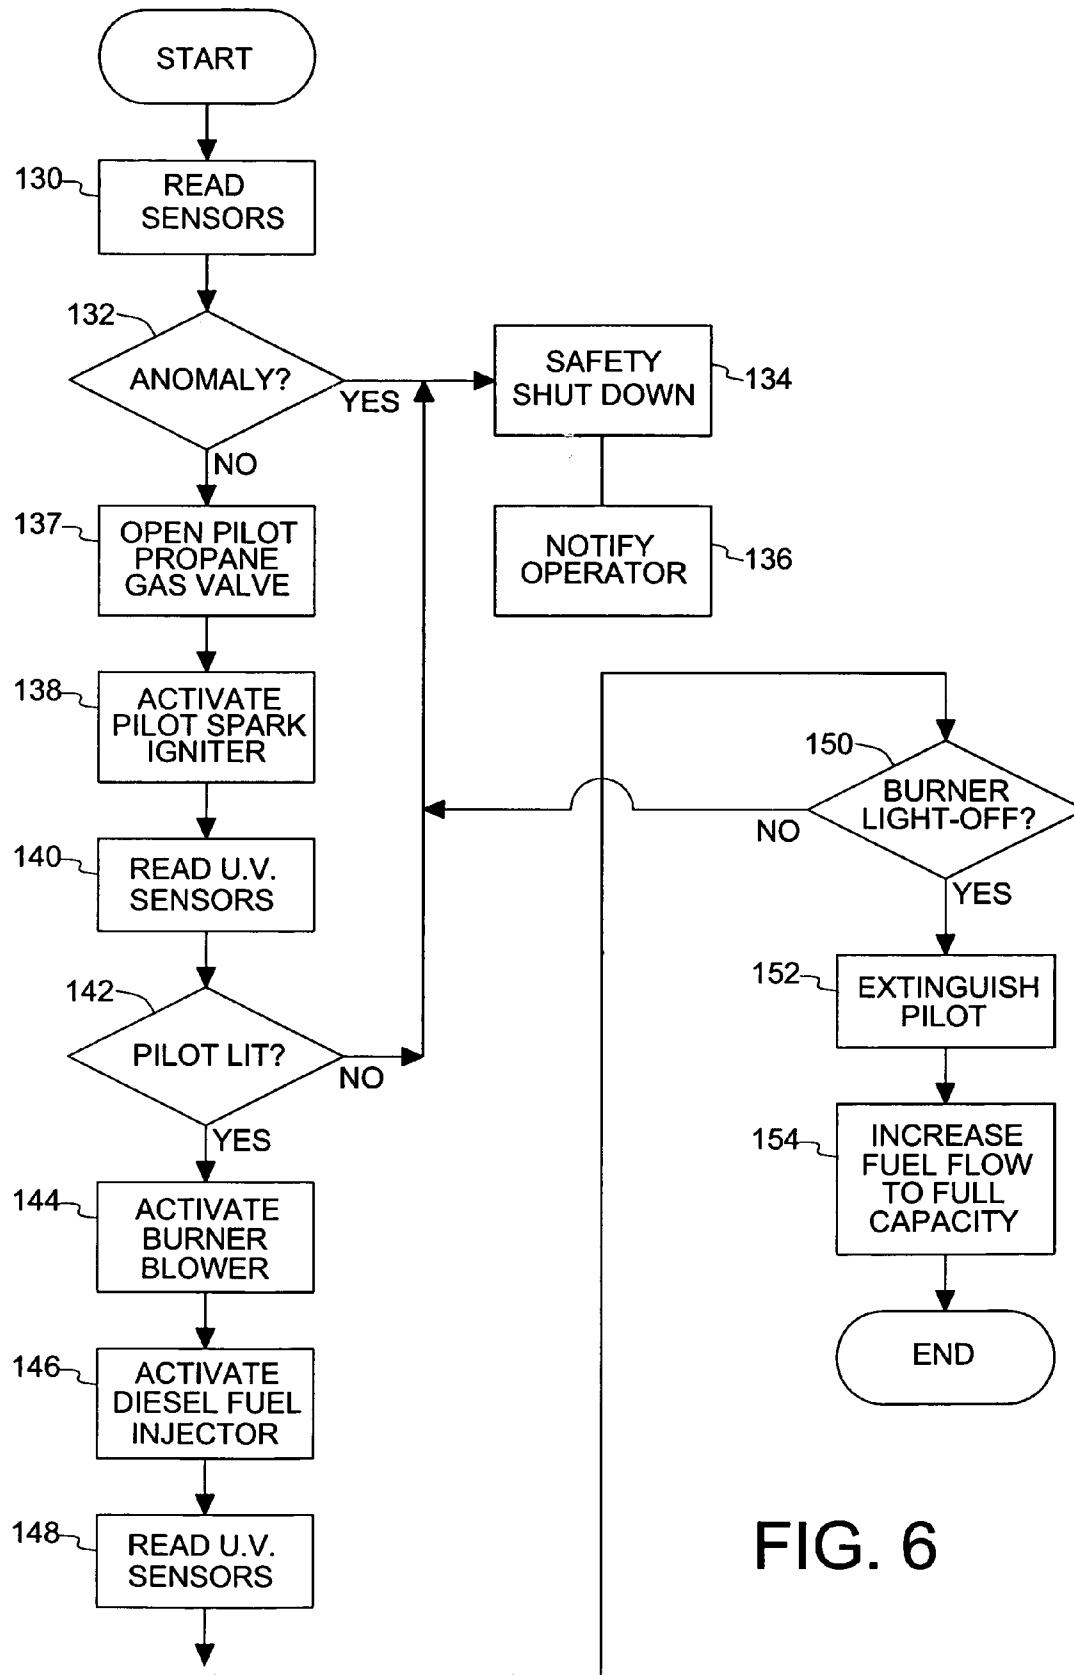 START
130
READ
SENSORS
132
ANOMALY?
YES
NO
SAFETY
SHUT DOWN
134
NOTIFY
OPERATOR
136
137
OPEN PILOT
PROPANE
GAS VALVE
138
ACTIVATE
PILOT SPARK
IGNITER
140
READ U.V.
SENSORS
142
PILOT LIT?
NO
YES
144
ACTIVATE
BURNER
BLOWER
146
ACTIVATE
DIESEL FUEL
INJECTOR
148
READ U.V.
SENSORS
150
BURNER
LIGHT-OFF?
NO
YES
152
EXTINGUISH
PILOT
154
INCREASE
FUEL FLOW
TO FULL
CAPACITY
END
FIG. 6